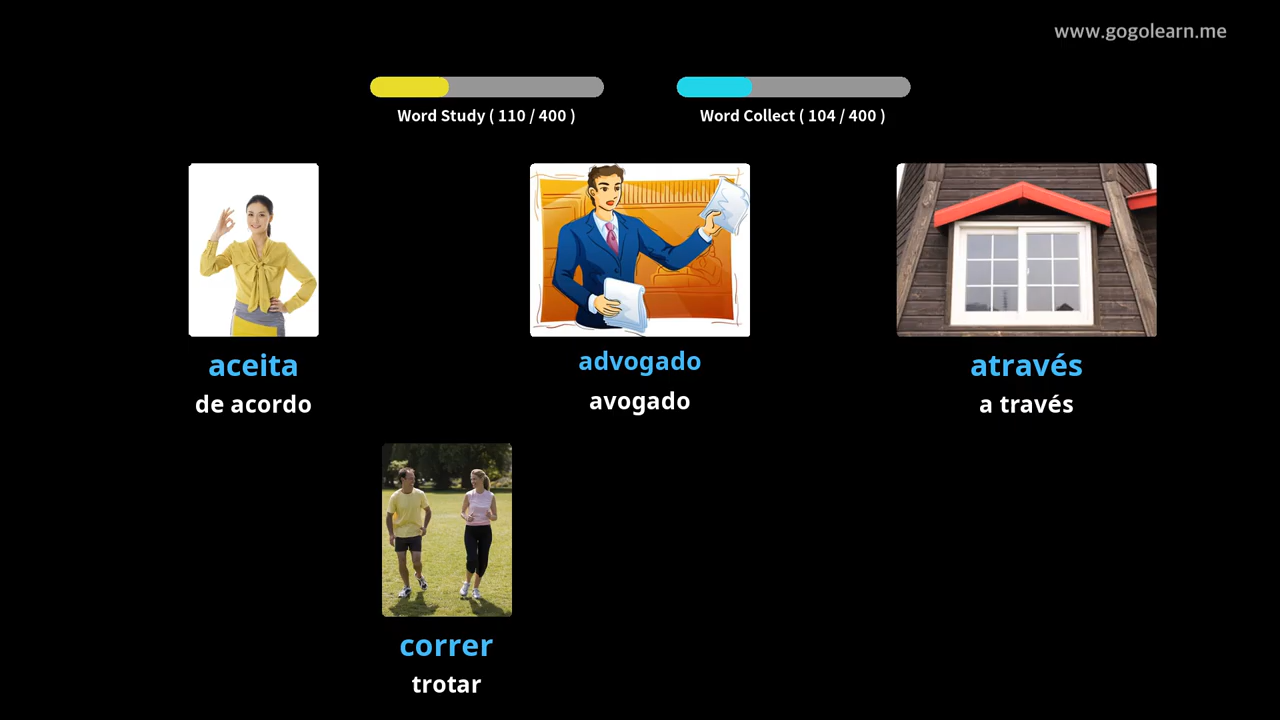 www.gogolearn.me
Word Study ( 110 / 400 )
Word Collect ( 104 / 400 )
aceita
de acordo
advogado
avogado
através
a través
correr
trotar